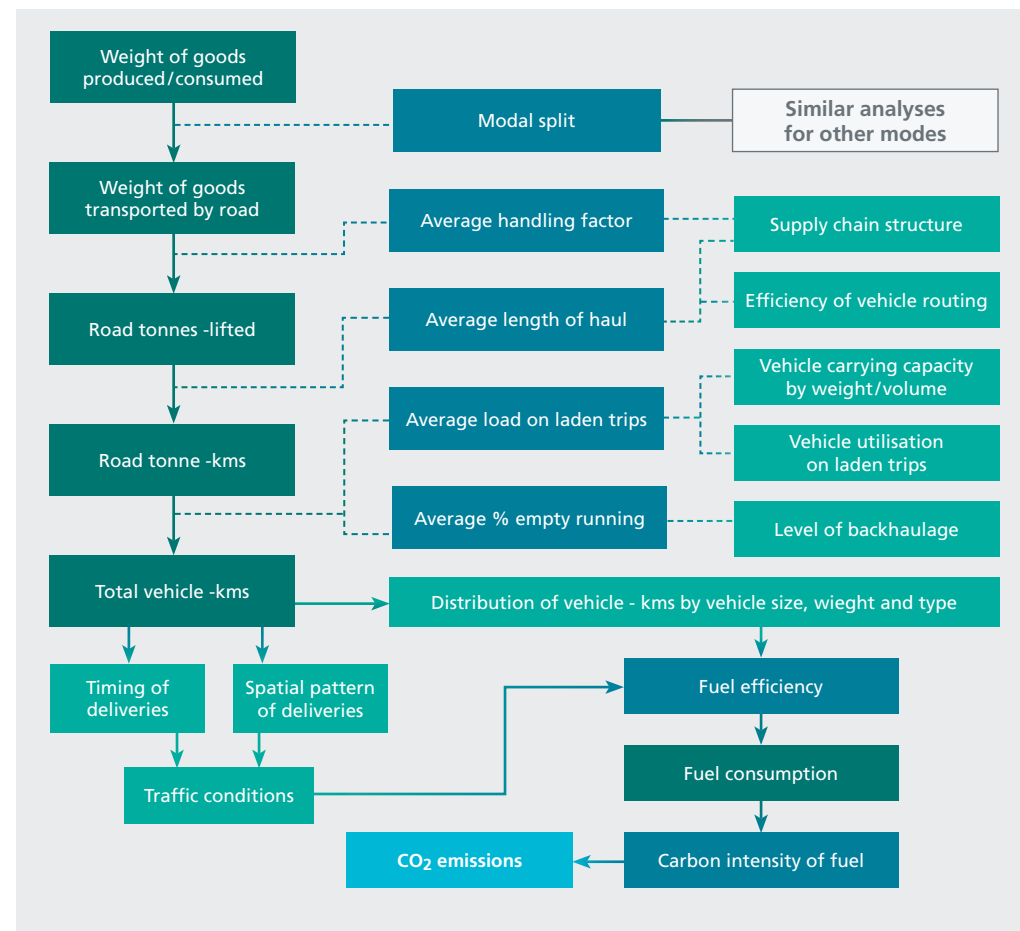 Weight of goods
produced/consumed
Modal split
Similar analyses
for other modes
Weight of goods
transported by road
Average handling factor
Supply chain structure
Efficiency of vehicle routing
Road tonnes -lifted
Average length of haul
Vehicle carrying capacity
by weight/volume
Average load on laden trips
Vehicle utilisation
on laden trips
Road tonne -kms
Average % empty running
Level of backhaulage
Total vehicle -kms
Distribution of vehicle - kms by vehicle size, wieght and type
Timing of
deliveries
Spatial pattern
of deliveries
Fuel efficiency
Traffic conditions
Fuel consumption
CO2 emissions
Carbon intensity of fuel